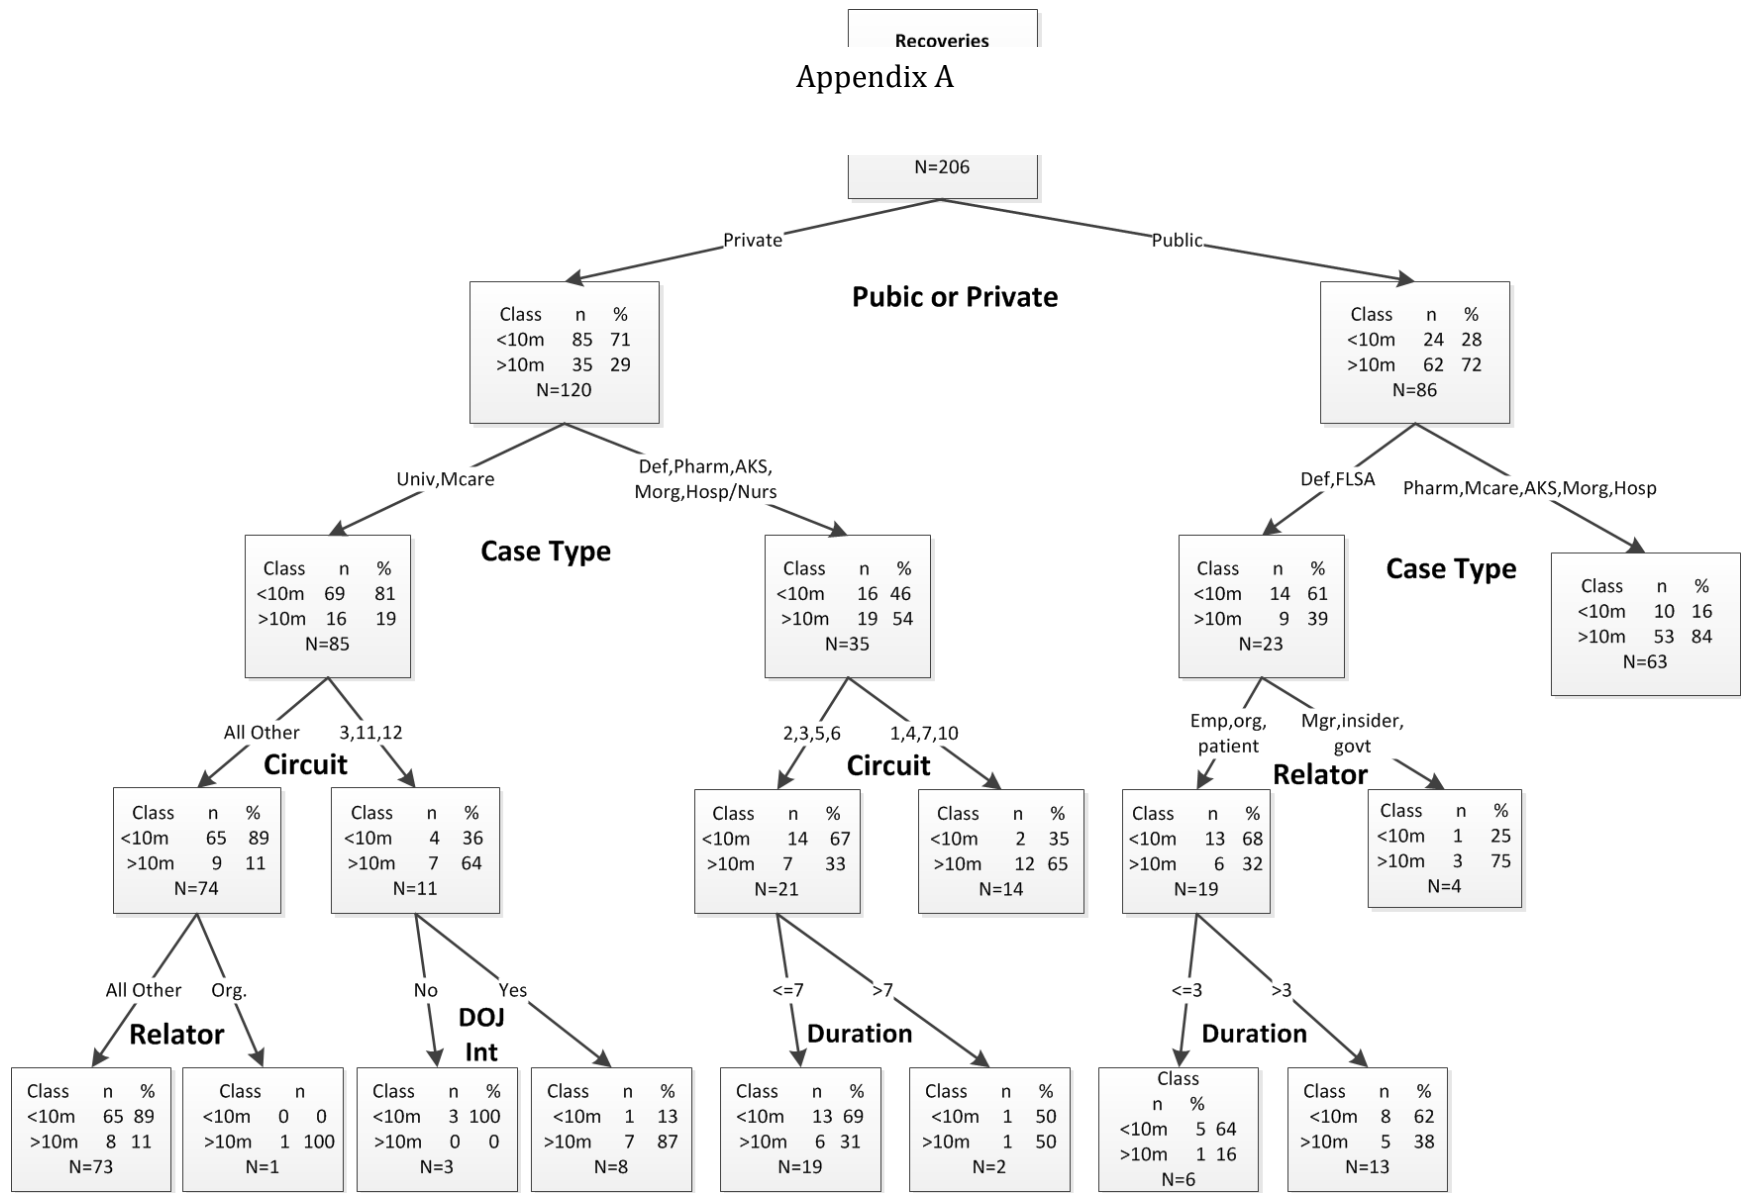 Recoveries
Appendix A
N=206
Private
Public
Pubic or Private
Class n %
<10m 85 71
>10m 35 29
N=120
Class n %
<10m 24 28
>10m 62 72
N=86
Univ,Mcare
Def,Pharm,AKS,
Morg,Hosp/Nurs
Def,FLSA
Pharm,Mcare,AKS,Morg,Hosp
Case Type
Case Type
Class n %
<10m 69 81
>10m 16 19
N=85
Class n %
<10m 16 46
>10m 19 54
N=35
Class n %
<10m 14 61
>10m 9 39
N=23
Class n %
<10m 10 16
>10m 53 84
N=63
All Other
3,11,12
Circuit
2,3,5,6
1,4,7,10
Circuit
Emp,org,
patient
Mgr,insider,
govt
Relator
Class n %
<10m 65 89
>10m 9 11
N=74
Class n %
<10m 4 36
>10m 7 64
N=11
Class n %
<10m 14 67
>10m 7 33
N=21
Class n %
<10m 2 35
>10m 12 65
N=14
Class n %
<10m 13 68
>10m 6 32
N=19
Class n %
<10m 1 25
>10m 3 75
N=4
All Other
Org.
Relator
No
Yes
DOJ
Int
<=7
>7
Duration
<=3
>3
Duration
Class n %
<10m 65 89
>10m 8 11
N=73
Class n
<10m 0 0
>10m 1 100
N=1
Class n %
<10m 3 100
>10m 0 0
N=3
Class n %
<10m 1 13
>10m 7 87
N=8
Class n %
<10m 13 69
>10m 6 31
N=19
Class n %
<10m 1 50
>10m 1 50
N=2
Class
n %
<10m 5 64
>10m 1 16
N=6
Class n %
<10m 8 62
>10m 5 38
N=13